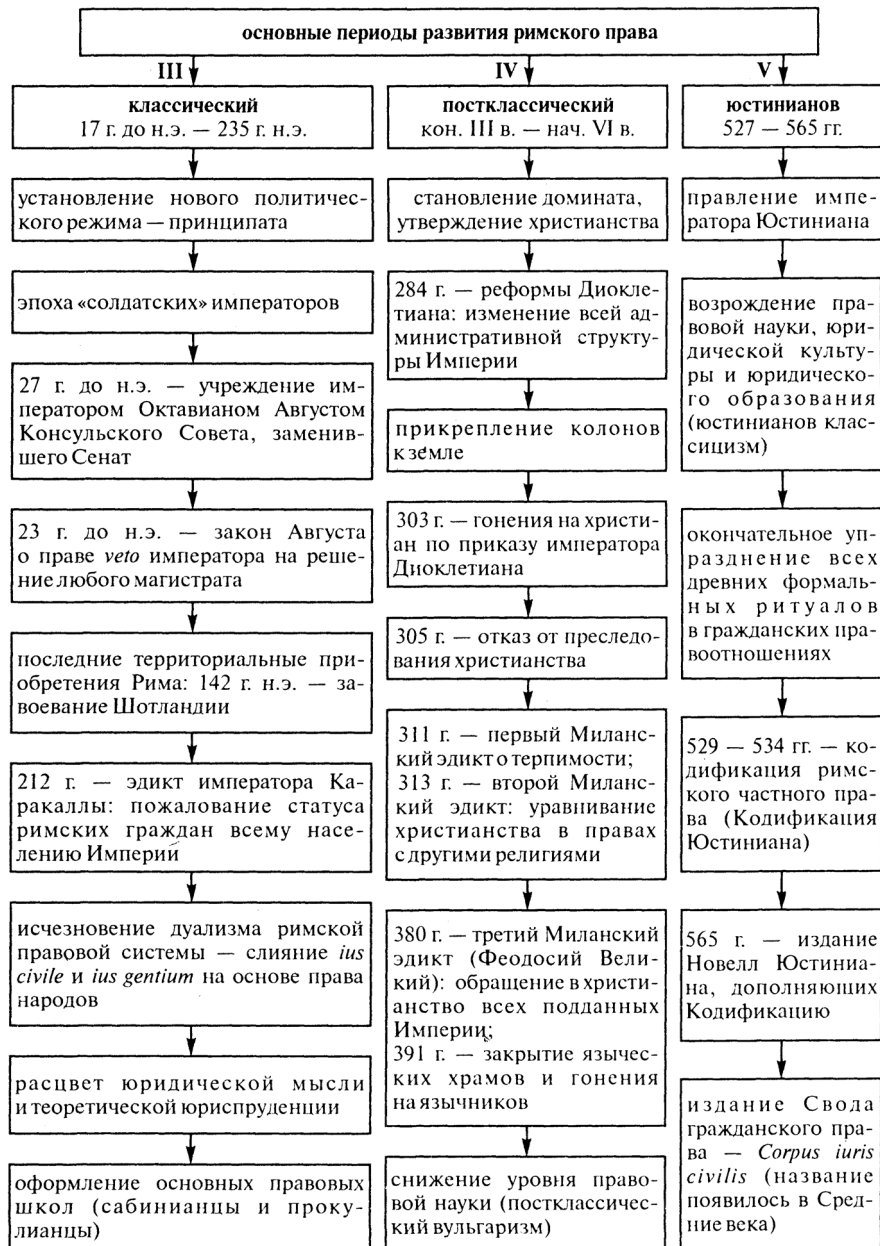 основные периоды развития римского права
III
классический
17 г. до н.э. – 235 г. н.э.
установление нового политичес-
кого режима – принципата
эпоха «солдатских» императоров
27 г. до н.э. – учреждение им-
ператором Октавианом Августом
Консульского Совета, заменив-
шего Сенат
23 г. до н.э. – закон Августа
о праве veto императора на реше-
ние любого магистрата
последние территориальные при-
обретения Рима: 142 г. н.э. – за-
воевание Шотландии
212 г. – эдикт императора Ка-
ракаллы: пожалование статуса
римских граждан всему насе-
лению Империи
исчезновение дуализма римской
правовой системы – слияние ius
civile и ius gentium на основе права
народов
расцвет юридической мысли
и теоретической юриспруденции
оформление основных правовых
школ (сабинианцы и проку-
лианцы)
IV
постклассический
кон. III в. – нач. VI в.
становление домината,
утверждение христианства
284 г. – реформы Диокле-
тиана: изменение всей ад-
министративной структу-
ры Империи
прикрепление колонов
к земле
303 г. – гонения на христи-
ан по приказу императора
Диоклетиана
305 г. – отказ от преследо-
вания христианства
311 г. – первый Миланс-
кий эдикт о терпимости;
313 г. – второй Миланс-
кий эдикт: уравнивание
христианства в правах
с другими религиями
380 г. – третий Миланский
эдикт (Феодосий Вели-
кий): обращение в христи-
анство всех подданных
Империи;
391 г. – закрытие язычес-
ких храмов и гонения
на язычников
снижение уровня право-
вой науки (постклассичес-
кий вульгаризм)
V
юстинианов
527 – 565 гг.
правление импе-
ратора Юстиниана
возрождение пра-
вовой науки, юри-
дической культу-
ры и юридическо-
го образования
(юстинианов клас-
сицизм)
окончательное уп-
разднение всех
древних формаль-
ных ритуалов
в гражданских пра-
воотношениях
529 – 534 гг. – ко-
дификация рим-
ского частного пра-
ва (Кодификация
Юстиниана)
565 г. – издание
Новелл Юстиниа-
на, дополняющих
Кодификацию
издание Свода
гражданского пра-
ва – Corpus iuris
civilis (название
появилось в Сред-
ние века)